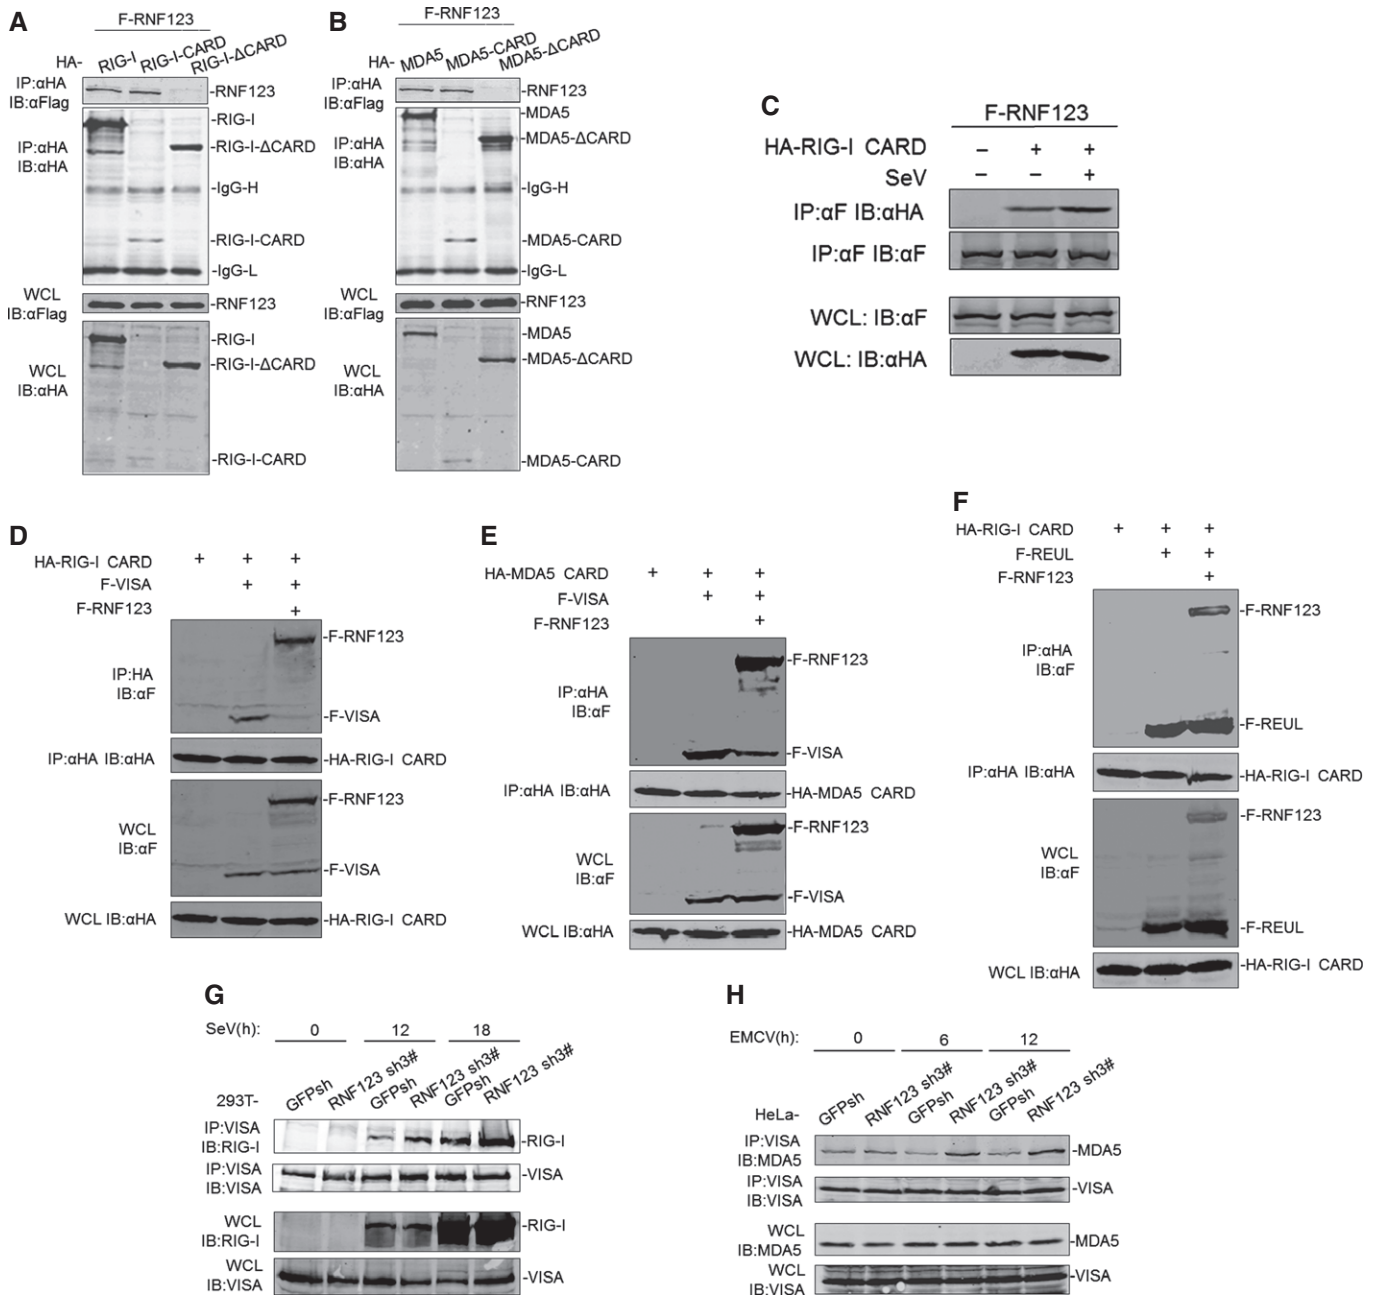 A
F-RNF123
HA- RIG-I RIG-I-CARD RIG-I-ΔCARD
IP:αHA
IB:αFlag
-RNF123
IP:αHA
IB:αHA
-RIG-I
-RIG-I-ΔCARD
-IgG-H
-RIG-I-CARD
-IgG-L
WCL
IB:αFlag
-RNF123
WCL
IB:αHA
-RIG-I
-RIG-I-ΔCARD
-RIG-I-CARD
B
F-RNF123
HA- MDA5 MDA5-CARD MDA5-ΔCARD
IP:αHA
IB:αFlag
-RNF123
IP:αHA
IB:αHA
-MDA5
-MDA5-ΔCARD
-IgG-H
-MDA5-CARD
-IgG-L
WCL
IB:αFlag
-RNF123
WCL
IB:αHA
-MDA5
-MDA5-ΔCARD
-MDA5-CARD
C
F-RNF123
HA-RIG-I CARD – + +
SeV – – +
IP:αF IB:αHA
IP:αF IB:αF
WCL: IB:αF
WCL: IB:αHA
D
HA-RIG-I CARD + + +
F-VISA + +
F-RNF123 +
IP:HA
IB:αF
-F-RNF123
-F-VISA
IP:αHA IB:αHA -HA-RIG-I CARD
WCL
IB:αF
-F-RNF123
-F-VISA
WCL IB:αHA -HA-RIG-I CARD
E
HA-MDA5 CARD + + +
F-VISA + +
F-RNF123 +
IP:αHA
IB:αF
-F-RNF123
-F-VISA
IP:αHA IB:αHA -HA-MDA5 CARD
WCL
IB:αF
-F-RNF123
-F-VISA
WCL IB:αHA -HA-MDA5 CARD
F
HA-RIG-I CARD + + +
F-REUL + +
F-RNF123 +
IP:αHA
IB:αF
-F-RNF123
-F-REUL
IP:αHA IB:αHA -HA-RIG-I CARD
WCL
IB:αF
-F-RNF123
-F-REUL
WCL IB:αHA -HA-RIG-I CARD
G
SeV(h): 0 12 18
293T- GFPsh RNF123 sh3# GFPsh RNF123 sh3# GFPsh RNF123 sh3#
IP:VISA
IB:RIG-I
-RIG-I
IP:VISA
IB:VISA
-VISA
WCL
IB:RIG-I
-RIG-I
WCL
IB:VISA
-VISA
H
EMCV(h): 0 6 12
HeLa- GFPsh RNF123 sh3# GFPsh RNF123 sh3# GFPsh RNF123 sh3#
IP:VISA
IB:MDA5
-MDA5
IP:VISA
IB:VISA
-VISA
WCL
IB:MDA5
-MDA5
WCL
IB:VISA
-VISA